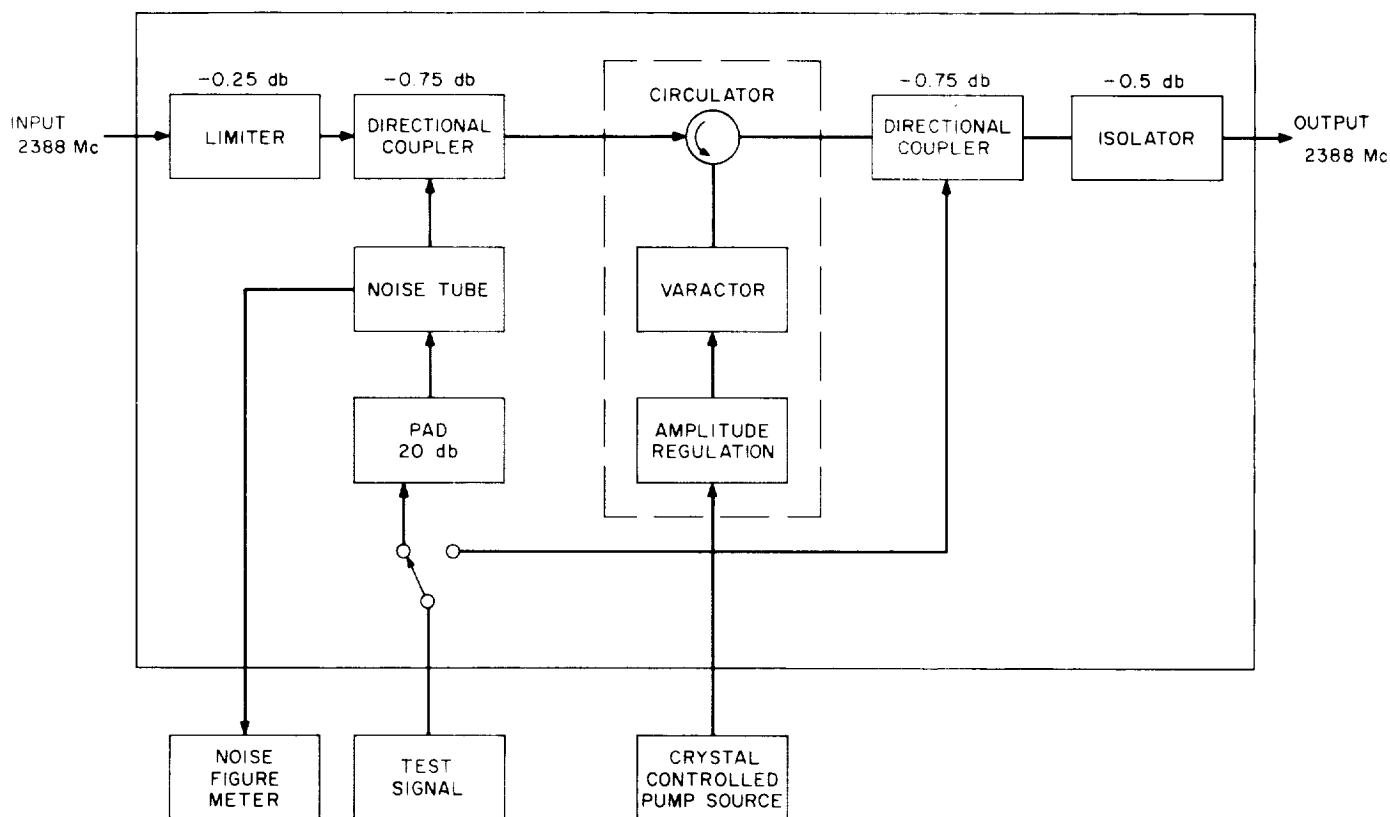 -0.25 db
-0.75 db
-0.75 db
-0.5 db
INPUT
2388 Mc
LIMITER
DIRECTIONAL
COUPLER
CIRCULATOR
DIRECTIONAL
COUPLER
ISOLATOR
OUTPUT
2388 Mc
NOISE TUBE
VARACTOR
PAD
20 db
AMPLITUDE
REGULATION
NOISE
FIGURE
METER
TEST
SIGNAL
CRYSTAL
CONTROLLED
PUMP SOURCE